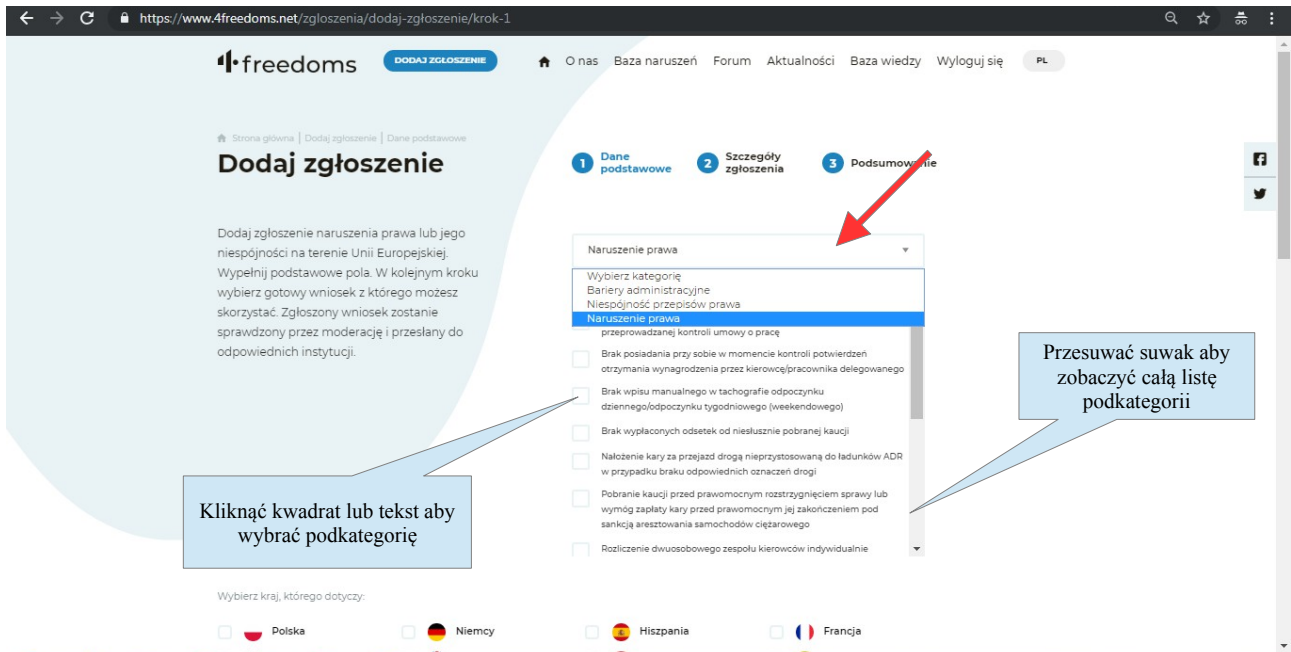 https://www.4freedoms.net/zgloszenia/dodaj-zgłoszenie/krok-1
freedoms
DODAJ ZGŁOSZENIE
O nas Baza naruszeń Forum Aktualności Baza wiedzy Wyloguj się
PL
Strona główna | Dodaj zgłoszenie | Dane podstawowe
Dodaj zgłoszenie
1 Dane
podstawowe
2 Szczegóły
zgłoszenia
3 Podsumowanie
Dodaj zgłoszenie naruszenia prawa lub jego
niespójności na terenie Unii Europejskiej.
Wypełnij podstawowe pola. W kolejnym kroku
wybierz gotowy wniosek z którego możesz
skorzystać. Zgłoszony wniosek zostanie
sprawdzony przez moderację i przesłany do
odpowiednich instytucji.
Naruszenie prawa
Wybierz kategorię
Bariery administracyjne
Niespójność przepisów prawa
Naruszenie prawa
przeprowadzanej kontroli umowy o pracę
Brak posiadania przy sobie w momencie kontroli potwierdzeń
otrzymania wynagrodzenia przez kierowcę/pracownika delegowanego
Brak wpisu manualnego w tachografie odpoczynku
dziennego/odpoczynku tygodniowego (weekendowego)
Brak wypłaconych odsetek od niesłusznie pobranej kaucji
Nałożenie kary za przejazd drogą nieprzystosowaną do ładunków ADR
w przypadku braku odpowiednich oznaczeń drogi
Pobranie kaucji przed prawomocnym rozstrzygnięciem sprawy lub
wymóg zapłaty kary przed prawomocnym jej zakończeniem pod
sankcją aresztowania samochodów ciężarowego
Rozliczenie dwuosobowego zespołu kierowców indywidualnie
Przesuwać suwak aby
zobaczyć całą listę
podkategorii
Kliknąć kwadrat lub tekst aby
wybrać podkategorię
Wybierz kraj, którego dotyczy:
Polska
Niemcy
Hiszpania
Francja